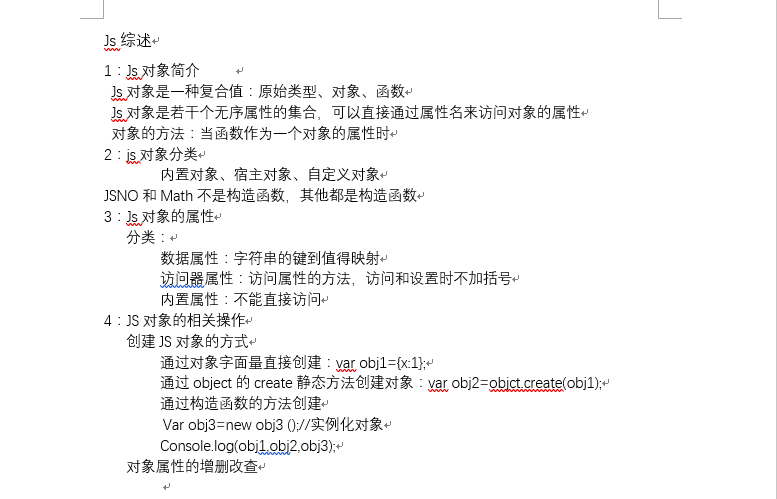 Js 综述
1：Js 对象简介
Js 对象是一种复合值：原始类型、对象、函数
Js 对象是若干个无序属性的集合，可以直接通过属性名来访问对象的属性
对象的方法：当函数作为一个对象的属性时
2：js 对象分类
内置对象、宿主对象、自定义对象
JSNO 和 Math 不是构造函数，其他都是构造函数
3：Js 对象的属性
分类：
数据属性：字符串的键到值得映射
访问器属性：访问属性的方法，访问和设置时不加括号
内置属性：不能直接访问
4：JS 对象的相关操作
创建 JS 对象的方式
通过对象字面量直接创建：var obj1={x:1};
通过 object 的 create 静态方法创建对象：var obj2=objct.create(obj1);
通过构造函数的方法创建
Var obj3=new obj3 ();//实例化对象
Console.log(obj1,obj2,obj3);
对象属性的增删改查